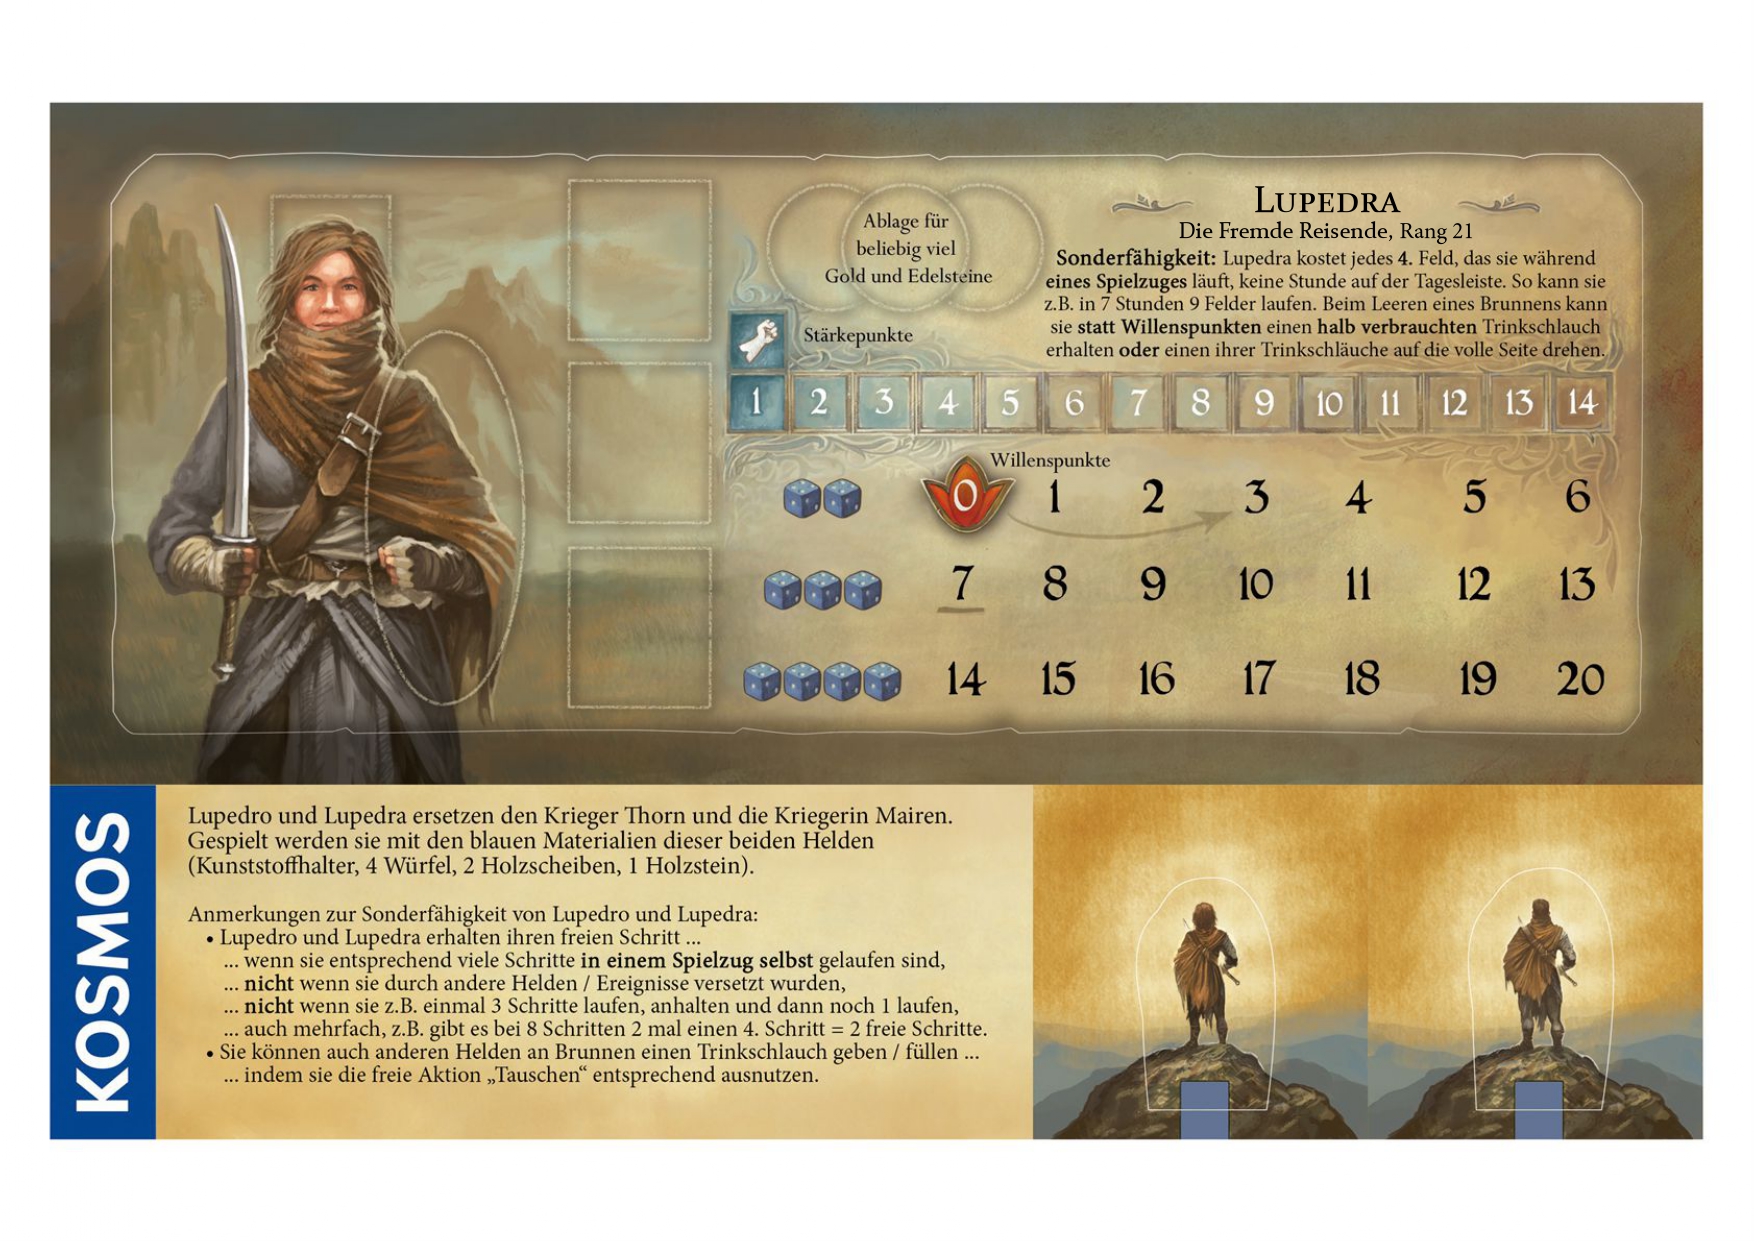 Ablage für
beliebig viel
Gold und Edelsteine
LUPEDRA
Die Fremde Reisende, Rang 21
Sonderfähigkeit: Lupedra kostet jedes 4. Feld, das sie während
eines Spielzuges läuft, keine Stunde auf der Tagesleiste. So kann sie
z.B. in 7 Stunden 9 Felder laufen. Beim Leeren eines Brunnens kann
sie statt Willenspunkten einen halb verbrauchten Trinkschlauch
erhalten oder einen ihrer Trinkschläuche auf die volle Seite drehen.
Stärkepunkte
1 2 3 4 5 6 7 8 9 10 11 12 13 14
Willenspunkte
0 1 2 3 4 5 6
7 8 9 10 11 12 13
14 15 16 17 18 19 20
KOSMOS
Lupedro und Lupedra ersetzen den Krieger Thorn und die Kriegerin Mairen.
Gespielt werden sie mit den blauen Materialien dieser beiden Helden
(Kunststoffhalter, 4 Würfel, 2 Holzscheiben, 1 Holzstein).
Anmerkungen zur Sonderfähigkeit von Lupedro und Lupedra:
• Lupedro und Lupedra erhalten ihren freien Schritt ...
... wenn sie entsprechend viele Schritte in einem Spielzug selbst gelaufen sind,
... nicht wenn sie durch andere Helden / Ereignisse versetzt wurden,
... nicht wenn sie z.B. einmal 3 Schritte laufen, anhalten und dann noch 1 laufen,
... auch mehrfach, z.B. gibt es bei 8 Schritten 2 mal einen 4. Schritt = 2 freie Schritte.
• Sie können auch anderen Helden an Brunnen einen Trinkschlauch geben / füllen ...
... indem sie die freie Aktion „Tauschen“ entsprechend ausnutzen.